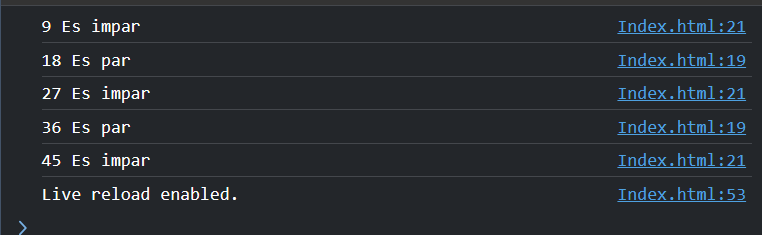 9 Es impar Index.html:21
18 Es par Index.html:19
27 Es impar Index.html:21
36 Es par Index.html:19
45 Es impar Index.html:21
Live reload enabled. Index.html:53